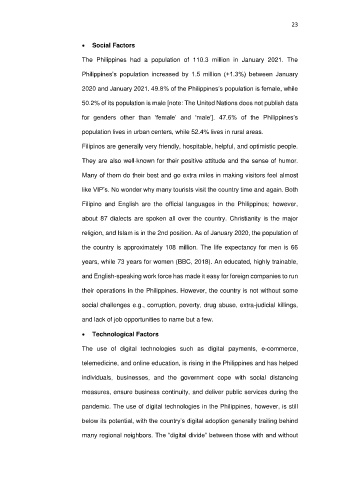 23
• Social Factors
The Philippines had a population of 110.3 million in January 2021. The
Philippines's population increased by 1.5 million (+1.3%) between January
2020 and January 2021, 49.8% of the Philippines's population is female, while
50.2% of its population is male [note: The United Nations does not publish data
for genders other than 'female' and 'male']. 47.6% of the Philippines's
population lives in urban centers, while 52.4% lives in rural areas.
Filipinos are generally very friendly, hospitable, helpful, and optimistic people.
They are also well-known for their positive attitude and the sense of humor.
Many of them do their best and go extra miles in making visitors feel almost
like VIP's. No wonder why many tourists visit the country time and again. Both
Filipino and English are the official languages in the Philippines; however,
about 87 dialects are spoken all over the country. Christianity is the major
religion, and Islam is in the 2nd position. As of January 2020, the population of
the country is approximately 108 million. The life expectancy for men is 66
years, while 73 years for women (BBC, 2018). An educated, highly trainable,
and English-speaking work force has made it easy for foreign companies to run
their operations in the Philippines. However, the country is not without some
social challenges e.g., corruption, poverty, drug abuse, extra-judicial killings,
and lack of job opportunities to name but a few.
• Technological Factors
The use of digital technologies such as digital payments, e-commerce,
telemedicine, and online education, is rising in the Philippines and has helped
individuals, businesses, and the government cope with social distancing
measures, ensure business continuity, and deliver public services during the
pandemic. The use of digital technologies in the Philippines, however, is still
below its potential, with the country's digital adoption generally trailing behind
many regional neighbors. The "digital divide" between those with and without